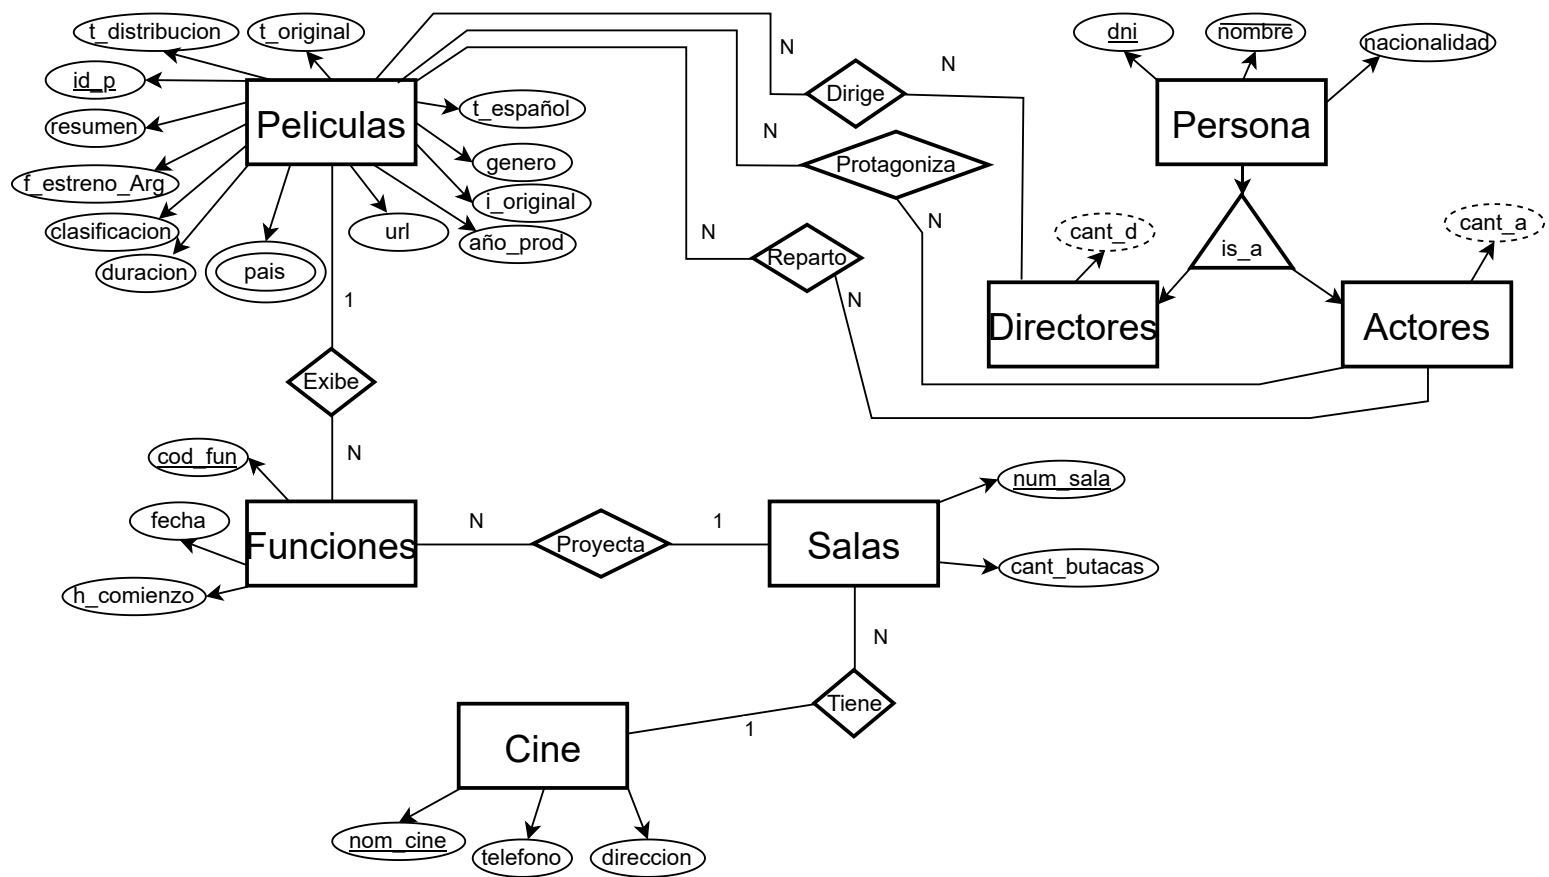 t_distribucion
t_original
id_p
Peliculas
resumen
t_español
genero
f_estreno_Arg
i_original
clasificacion
url
año_prod
duracion
pais
N
Dirige
N
N
Protagoniza
N
N
Reparto
N
dni
nombre
nacionalidad
Persona
is_a
cant_d
cant_a
Directores
Actores
1
Exibe
N
cod_fun
fecha
Funciones
h_comienzo
N
Proyecta
1
Salas
num_sala
cant_butacas
N
Tiene
1
Cine
nom_cine
telefono
direccion